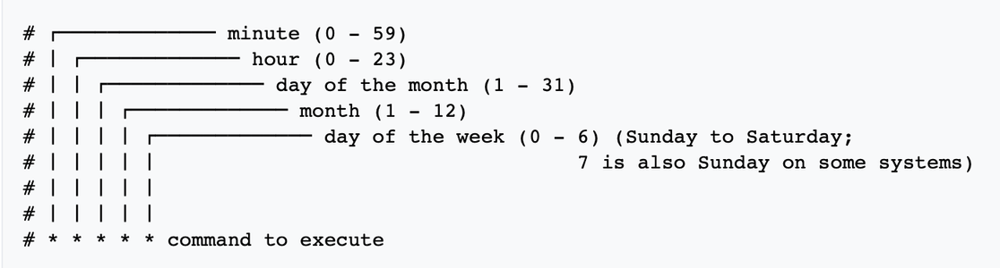 # ┌───────────── minute (0 - 59)
# │ ┌───────────── hour (0 - 23)
# │ │ ┌───────────── day of the month (1 - 31)
# │ │ │ ┌───────────── month (1 - 12)
# │ │ │ │ ┌───────────── day of the week (0 - 6) (Sunday to Saturday;
# │ │ │ │ │                                   7 is also Sunday on some systems)
# │ │ │ │ │
# │ │ │ │ │
# * * * * * command to execute